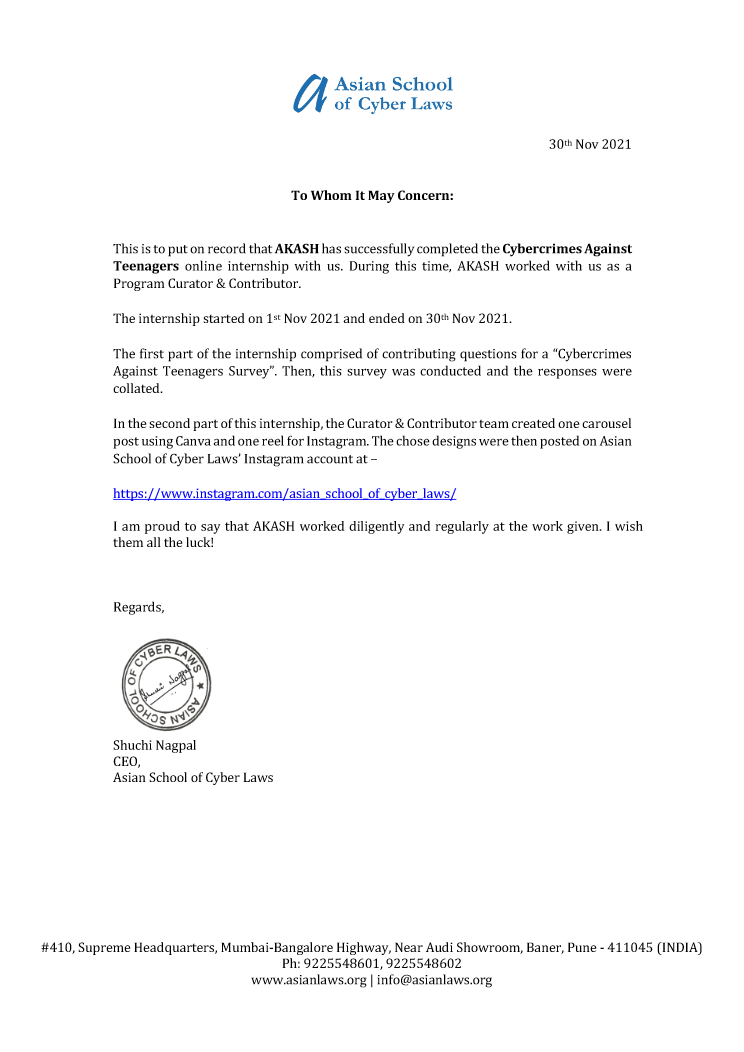 Asian School
of Cyber Laws
30th Nov 2021
To Whom It May Concern:
This is to put on record that AKASH has successfully completed the Cybercrimes Against
Teenagers online internship with us. During this time, AKASH worked with us as a
Program Curator & Contributor.
The internship started on 1st Nov 2021 and ended on 30th Nov 2021.
The first part of the internship comprised of contributing questions for a “Cybercrimes
Against Teenagers Survey”. Then, this survey was conducted and the responses were
collated.
In the second part of this internship, the Curator & Contributor team created one carousel
post using Canva and one reel for Instagram. The chose designs were then posted on Asian
School of Cyber Laws’ Instagram account at –
https://www.instagram.com/asian_school_of_cyber_laws/
I am proud to say that AKASH worked diligently and regularly at the work given. I wish
them all the luck!
Regards,
ASIAN SCHOOL OF CYBER LAWS ★
Shuchi Nagpal
Shuchi Nagpal
CEO,
Asian School of Cyber Laws
#410, Supreme Headquarters, Mumbai-Bangalore Highway, Near Audi Showroom, Baner, Pune - 411045 (INDIA)
Ph: 9225548601, 9225548602
www.asianlaws.org | info@asianlaws.org